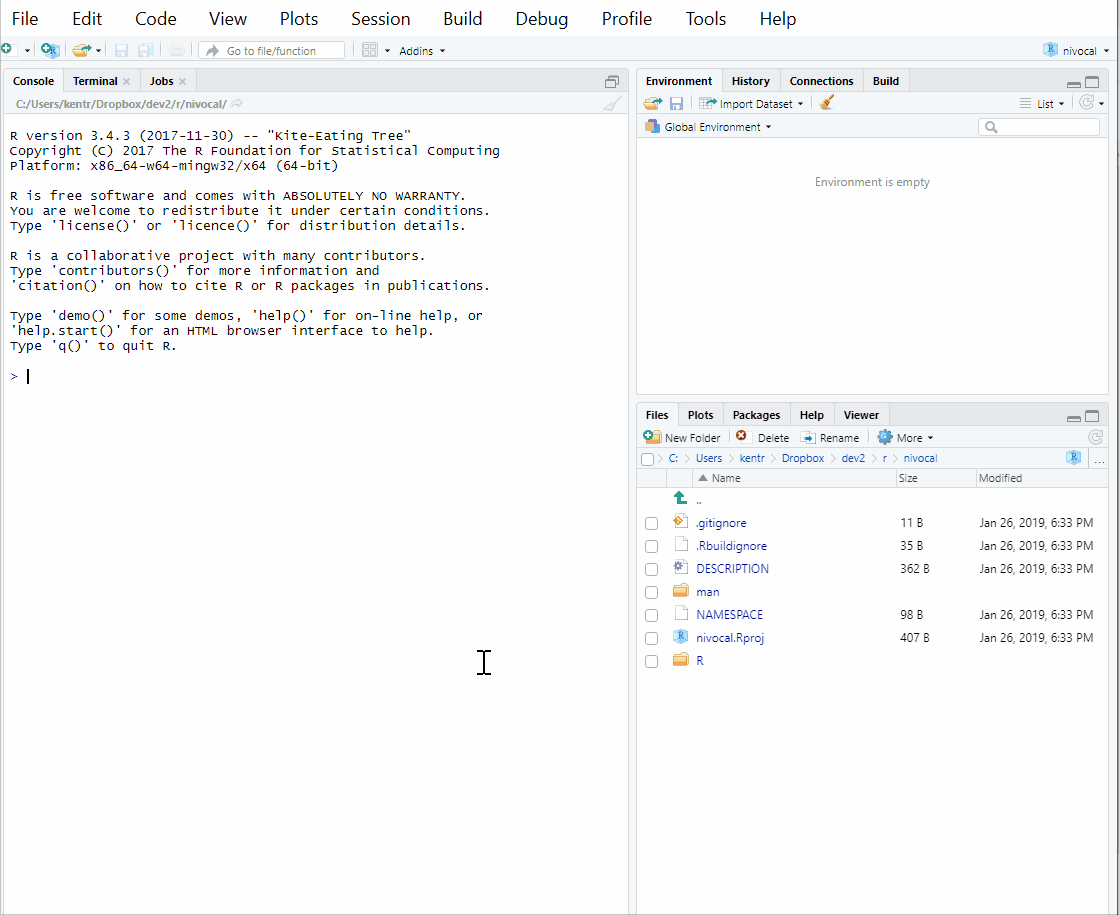 File Edit Code View Plots Session Build Debug Profile Tools Help
Go to file/function Addins nivocal
Console Terminal Jobs
C:/Users/kentr/Dropbox/dev2/r/nivocal/
R version 3.4.3 (2017-11-30) -- "Kite-Eating Tree"
Copyright (C) 2017 The R Foundation for Statistical Computing
Platform: x86_64-w64-mingw32/x64 (64-bit)
R is free software and comes with ABSOLUTELY NO WARRANTY.
You are welcome to redistribute it under certain conditions.
Type 'license()' or 'licence()' for distribution details.
R is a collaborative project with many contributors.
Type 'contributors()' for more information and
'citation()' on how to cite R or R packages in publications.
Type 'demo()' for some demos, 'help()' for on-line help, or
'help.start()' for an HTML browser interface to help.
Type 'q()' to quit R.
>
Environment History Connections Build
Import Dataset List
Global Environment
Environment is empty
Files Plots Packages Help Viewer
New Folder Delete Rename More
C: Users kentr Dropbox dev2 r nivocal R ...
Name Size Modified
..
.gitignore 11 B Jan 26, 2019, 6:33 PM
.Rbuildignore 35 B Jan 26, 2019, 6:33 PM
DESCRIPTION 362 B Jan 26, 2019, 6:33 PM
man
NAMESPACE 98 B Jan 26, 2019, 6:33 PM
nivocal.Rproj 407 B Jan 26, 2019, 6:33 PM
R